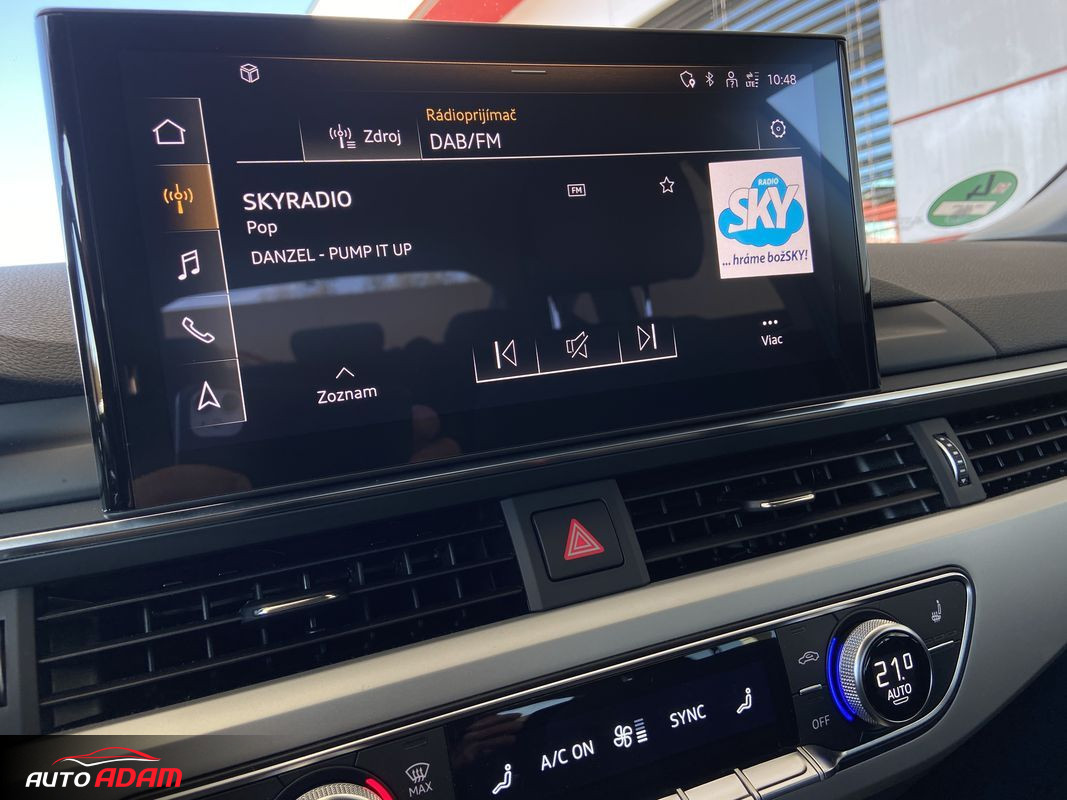 LTE
10:48
Zdroj
Rádioprijímač
DAB/FM
SKYRADIO
FM
Pop
DANZEL - PUMP IT UP
RADIO
SKY
...hráme božSKY!
Zoznam
Viac
21.0
AUTO
OFF
SYNC
A/C ON
MAX
AUTO ADAM